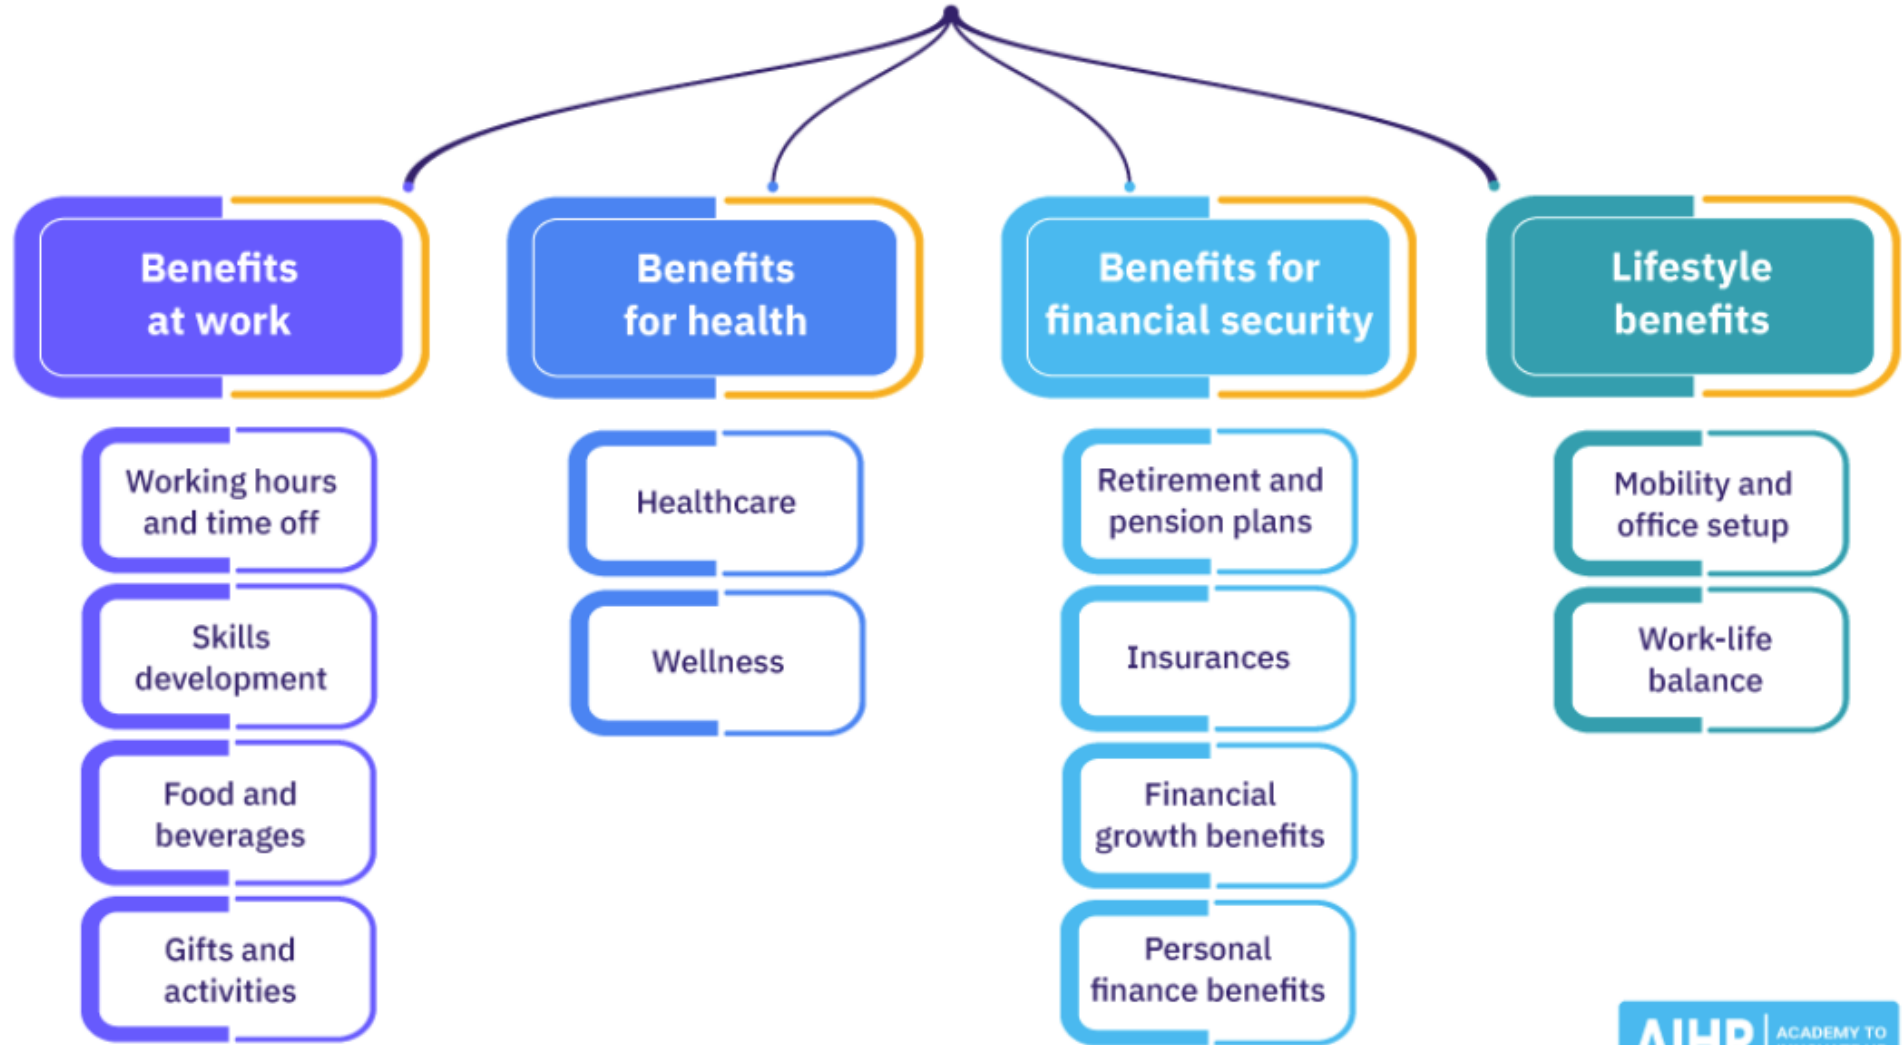 Benefits
at work
Working hours
and time off
Skills
development
Food and
beverages
Gifts and
activities
Benefits
for health
Healthcare
Wellness
Benefits for
financial security
Retirement and
pension plans
Insurances
Financial
growth benefits
Personal
finance benefits
Lifestyle
benefits
Mobility and
office setup
Work-life
balance
AIHR
ACADEMY TO